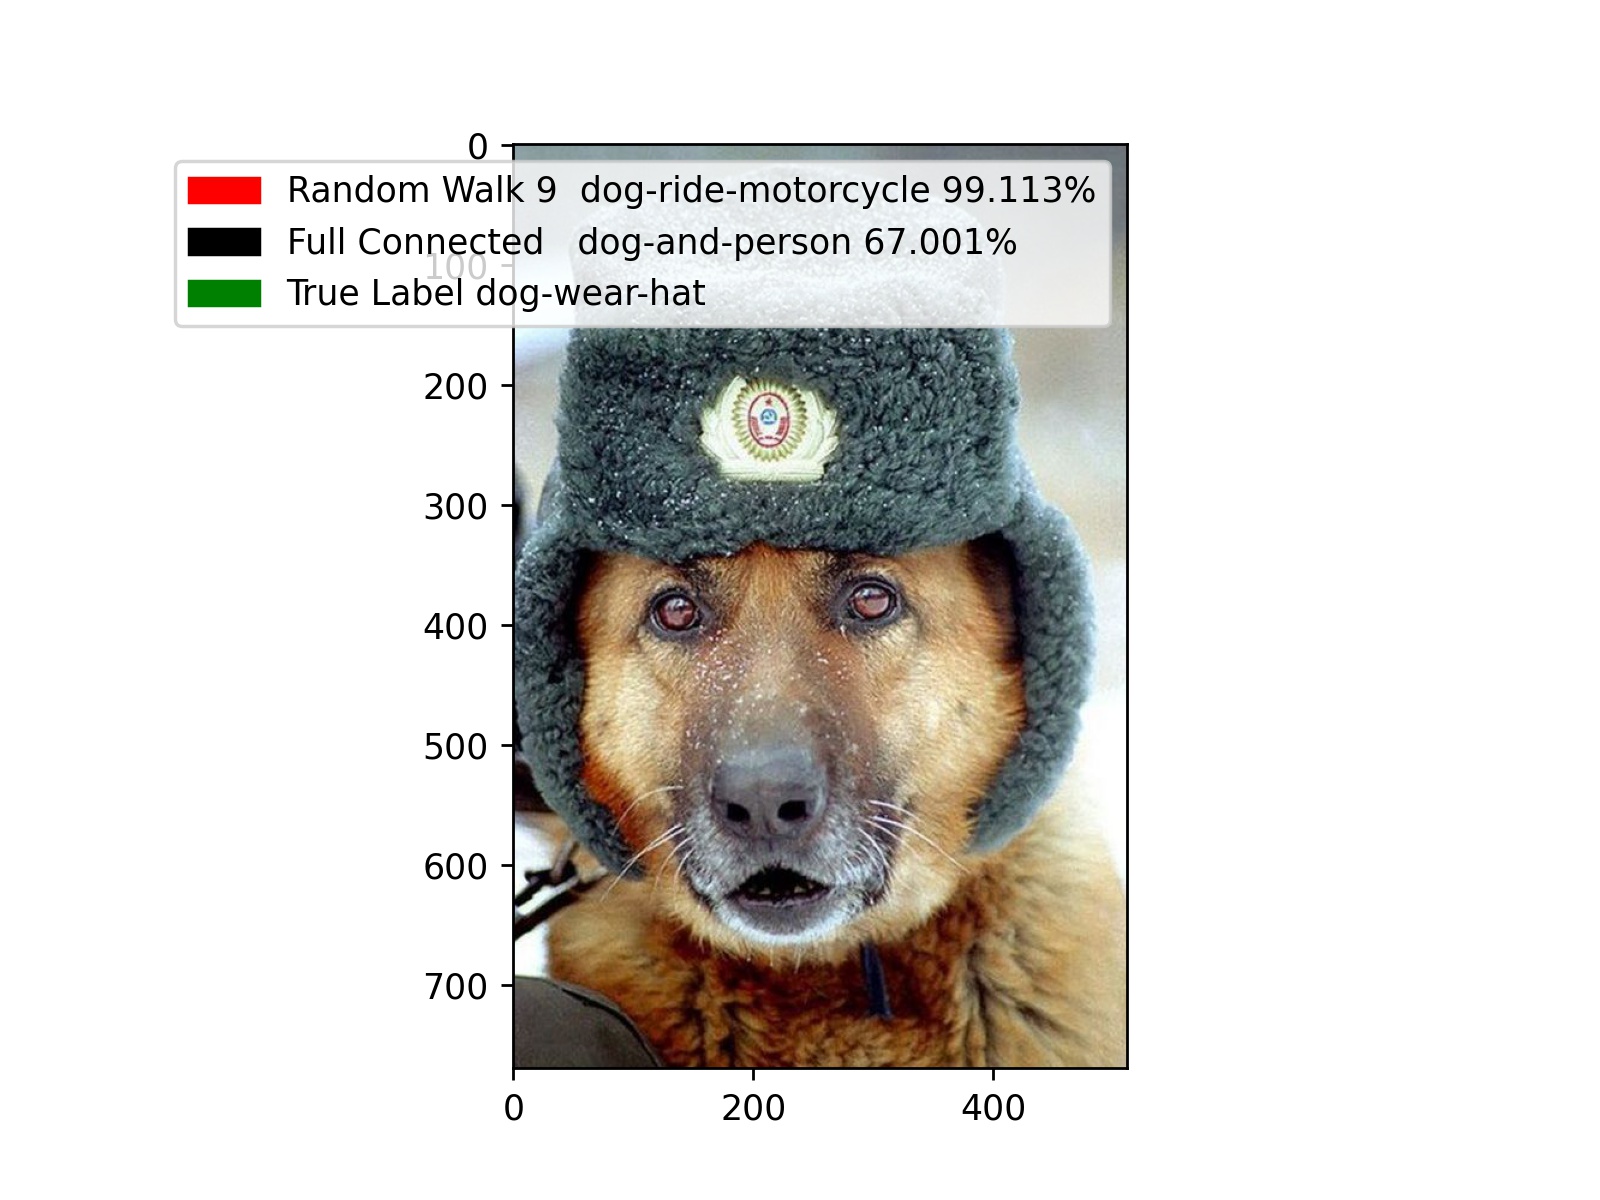 0
Random Walk 9 dog-ride-motorcycle 99.113%
Full Connected dog-and-person 67.001%
100
True Label dog-wear-hat
200
300
400
500
600
700
0 200 400